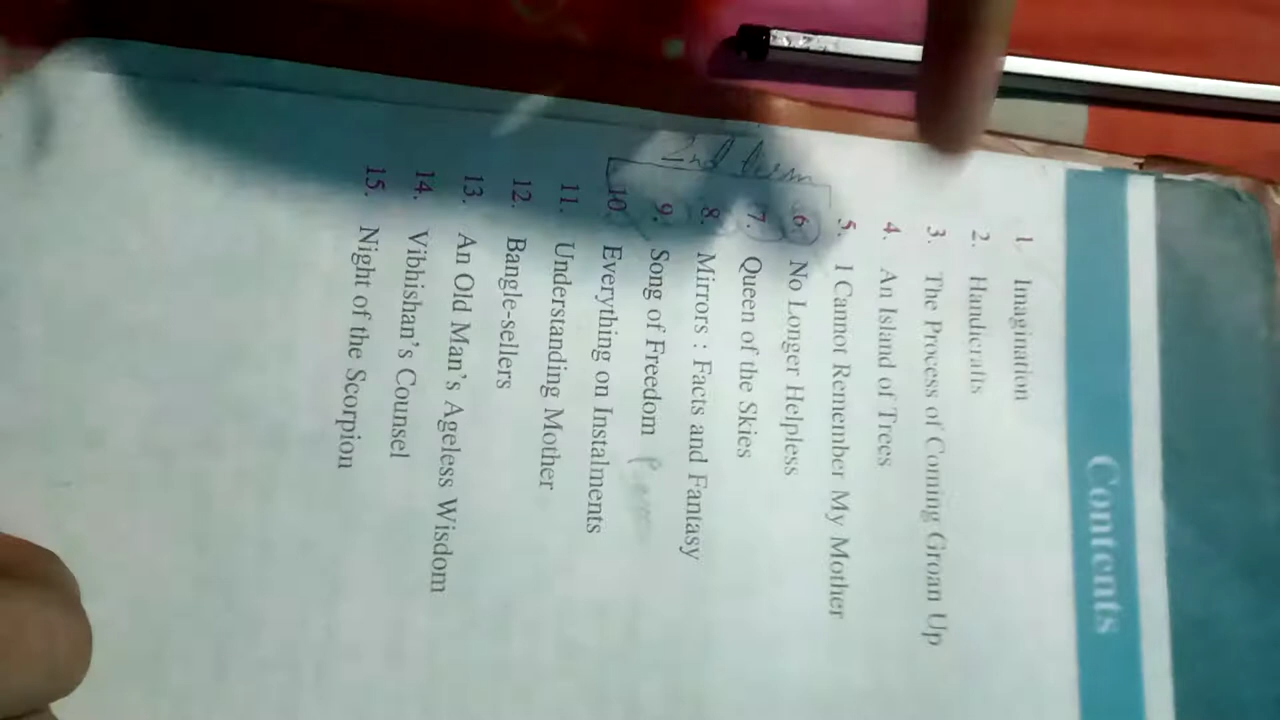 Contents
1. Imagination
2. Handicrafts
3. The Process of Coming Groan Up
4. An Island of Trees
5. I Cannot Remember My Mother
2nd term
6. No Longer Helpless
7. Queen of the Skies
8. Mirrors : Facts and Fantasy
9. Song of Freedom
10. Everything on Instalments
11. Understanding Mother
12. Bangle-sellers
13. An Old Man's Ageless Wisdom
14. Vibhishan's Counsel
15. Night of the Scorpion